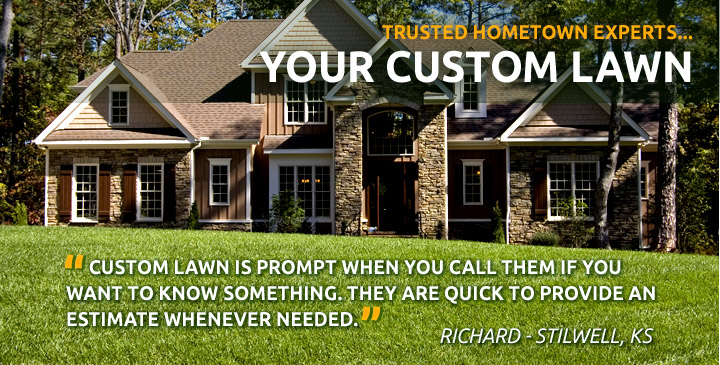 TRUSTED HOMETOWN EXPERTS...
YOUR CUSTOM LAWN
“CUSTOM LAWN IS PROMPT WHEN YOU CALL THEM IF YOU
WANT TO KNOW SOMETHING. THEY ARE QUICK TO PROVIDE AN
ESTIMATE WHENEVER NEEDED.”
RICHARD - STILWELL, KS